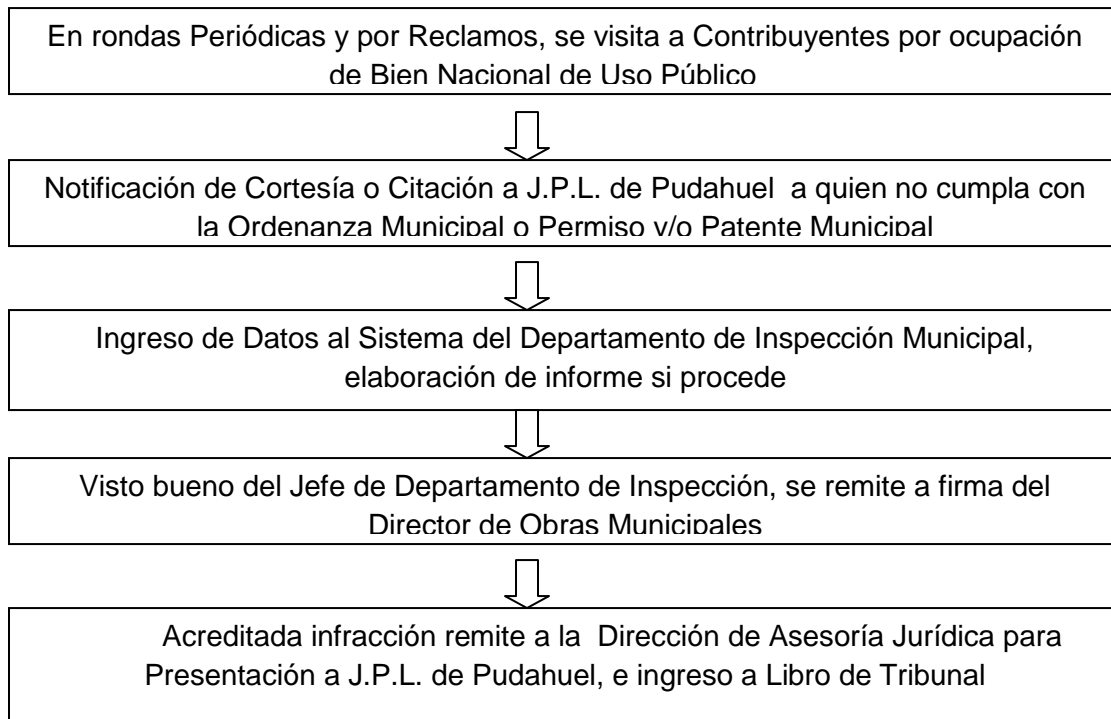 En rondas Periódicas y por Reclamos, se visita a Contribuyentes por ocupación
de Bien Nacional de Uso Público
Notificación de Cortesía o Citación a J.P.L. de Pudahuel a quien no cumpla con
la Ordenanza Municipal o Permiso y/o Patente Municipal
Ingreso de Datos al Sistema del Departamento de Inspección Municipal,
elaboración de informe si procede
Visto bueno del Jefe de Departamento de Inspección, se remite a firma del
Director de Obras Municipales
Acreditada infracción remite a la Dirección de Asesoría Jurídica para
Presentación a J.P.L. de Pudahuel, e ingreso a Libro de Tribunal